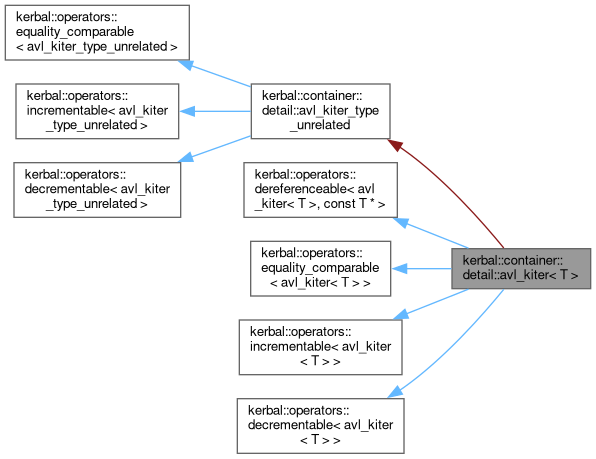 kerbal::operators::
equality_comparable
< avl_kiter_type_unrelated >
kerbal::operators::
incrementable< avl_kiter
_type_unrelated >
kerbal::operators::
decrementable< avl_kiter
_type_unrelated >
kerbal::container::
detail::avl_kiter_type
_unrelated
kerbal::operators::
dereferenceable< avl
_kiter< T >, const T * >
kerbal::operators::
equality_comparable
< avl_kiter< T > >
kerbal::operators::
incrementable< avl_kiter
< T > >
kerbal::operators::
decrementable< avl_kiter
< T > >
kerbal::container::
detail::avl_kiter< T >